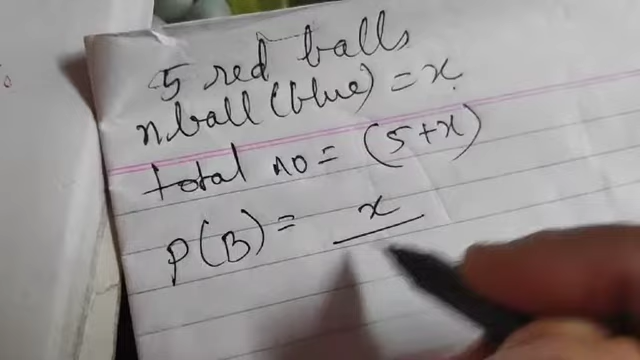 5 red balls
n.ball (blue) = x
total no = (5+x)
P(B) = x